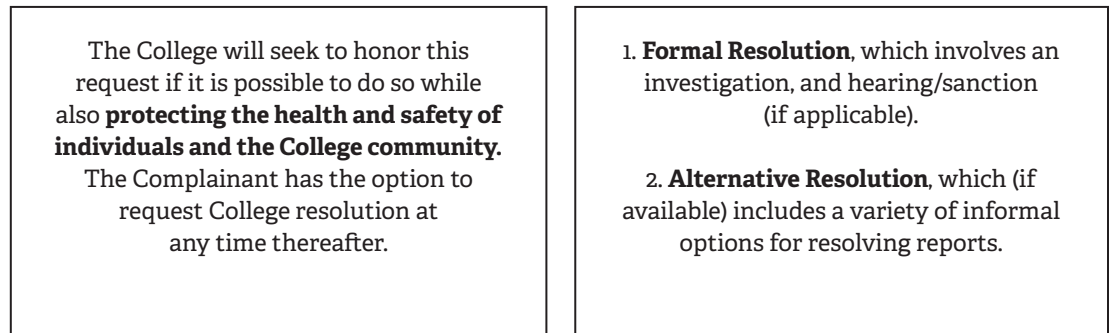 The College will seek to honor this
request if it is possible to do so while
also protecting the health and safety of
individuals and the College community.
The Complainant has the option to
request College resolution at
any time thereafter.
1. Formal Resolution, which involves an
investigation, and hearing/sanction
(if applicable).
2. Alternative Resolution, which (if
available) includes a variety of informal
options for resolving reports.